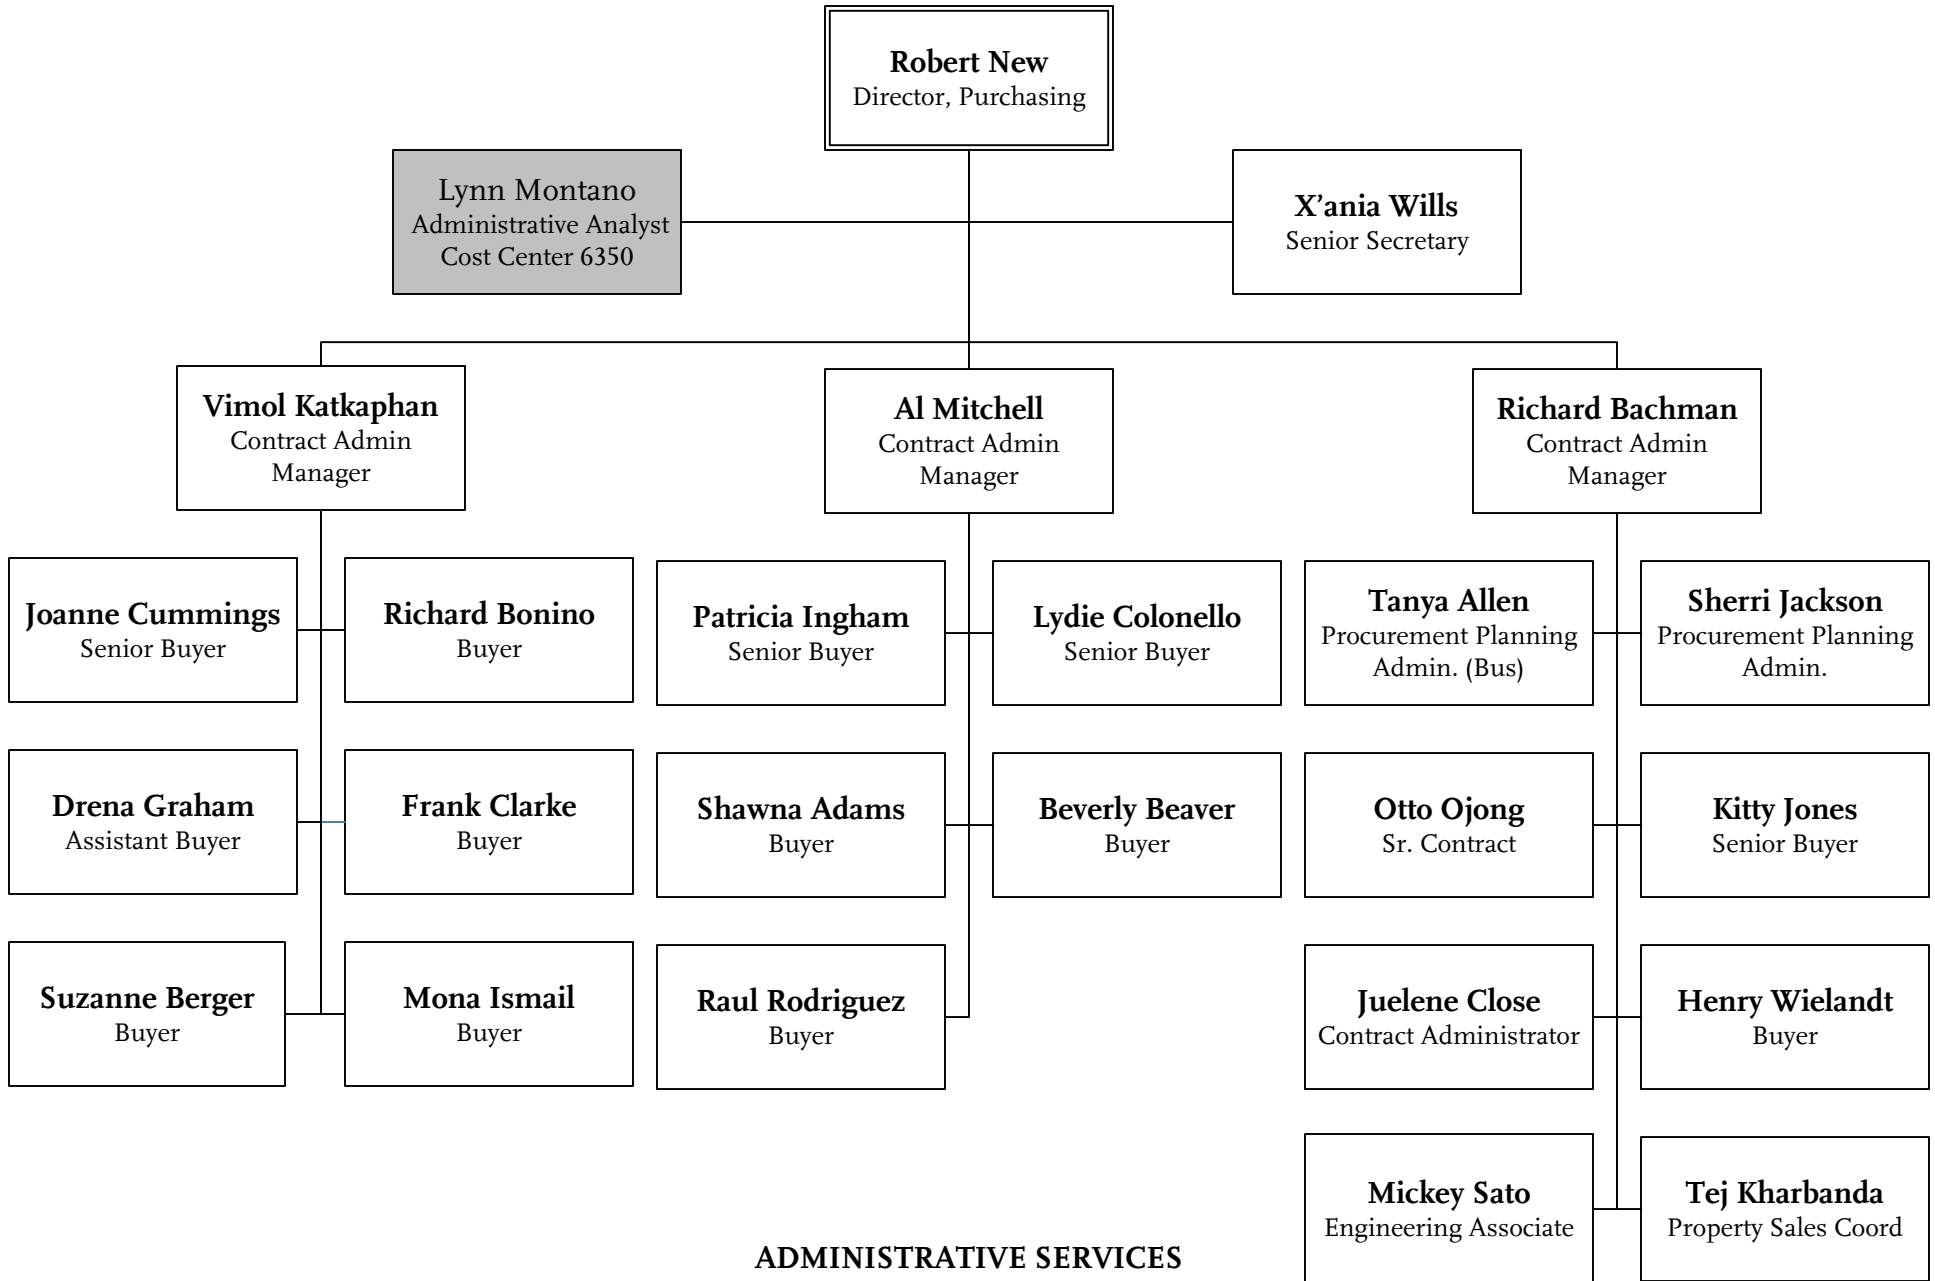 Robert New
Director, Purchasing
Lynn Montano
Administrative Analyst
Cost Center 6350
X’ania Wills
Senior Secretary
Vimol Katkaphan
Contract Admin
Manager
Al Mitchell
Contract Admin
Manager
Richard Bachman
Contract Admin
Manager
Joanne Cummings
Senior Buyer
Richard Bonino
Buyer
Patricia Ingham
Senior Buyer
Lydie Colonello
Senior Buyer
Tanya Allen
Procurement Planning
Admin. (Bus)
Sherri Jackson
Procurement Planning
Admin.
Drena Graham
Assistant Buyer
Frank Clarke
Buyer
Shawna Adams
Buyer
Beverly Beaver
Buyer
Otto Ojong
Sr. Contract
Kitty Jones
Senior Buyer
Suzanne Berger
Buyer
Mona Ismail
Buyer
Raul Rodriguez
Buyer
Juelene Close
Contract Administrator
Henry Wielandt
Buyer
Mickey Sato
Engineering Associate
Tej Kharbanda
Property Sales Coord
ADMINISTRATIVE SERVICES